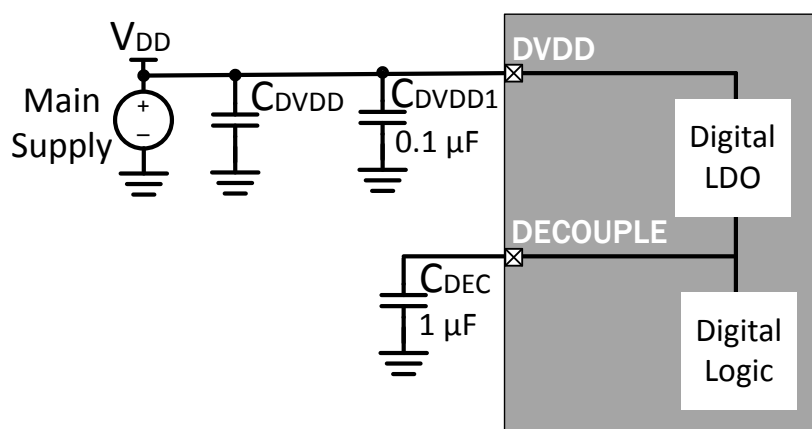 VDD
DVDD
Main
Supply
+
–
CDVDD
CDVDD1
0.1 µF
Digital
LDO
DECOUPLE
CDEC
1 µF
Digital
Logic